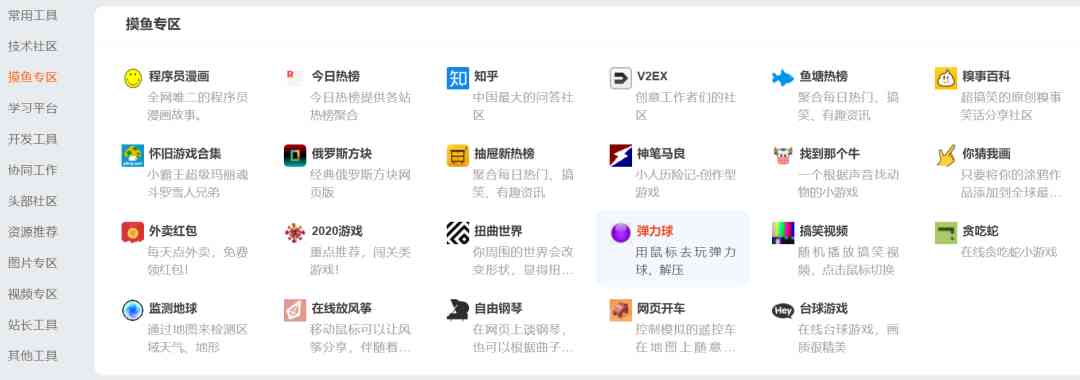 常用工具
技术社区
摸鱼专区
学习平台
开发工具
协同工作
头部社区
资源推荐
图片专区
视频专区
站长工具
其他工具
摸鱼专区
程序员漫画
全网唯二的程序员
漫画故事。
今日热榜
今日热榜提供各站
热榜聚合
知乎
中国最大的问答社
区
V2EX
创意工作者们的社
区
鱼塘热榜
聚合每日热门、搞
笑、有趣资讯
糗事百科
超搞笑的原创糗事
笑话分享社区
怀旧游戏合集
小霸王超级玛丽魂
斗罗雪人兄弟
俄罗斯方块
经典俄罗斯方块网
页版
抽屉新热榜
聚合每日热门、搞
笑、有趣资讯
神笔马良
小人历险记-创作型
游戏
找到那个牛
一个根据声音找动
物的小游戏
你猜我画
只要将你的涂鸦作
品添加到全球最...
外卖红包
每天点外卖，免费
领红包！
2020游戏
重点推荐，闯关类
游戏！
扭曲世界
你周围的世界会改
变形状，显得扭...
弹力球
用鼠标去玩弹力
球，解压
搞笑视频
随机播放搞笑视
频，点击鼠标切换
贪吃蛇
在线贪吃蛇小游戏
监测地球
通过地图来检测区
域天气、地形
在线放风筝
移动鼠标可以让风
筝分享，伴随着...
自由钢琴
在网页上谈钢琴，
也可以根据曲子...
网页开车
控制模拟的遥控车
在地图上随意...
Hey
台球游戏
在线台球游戏，画
质很精美